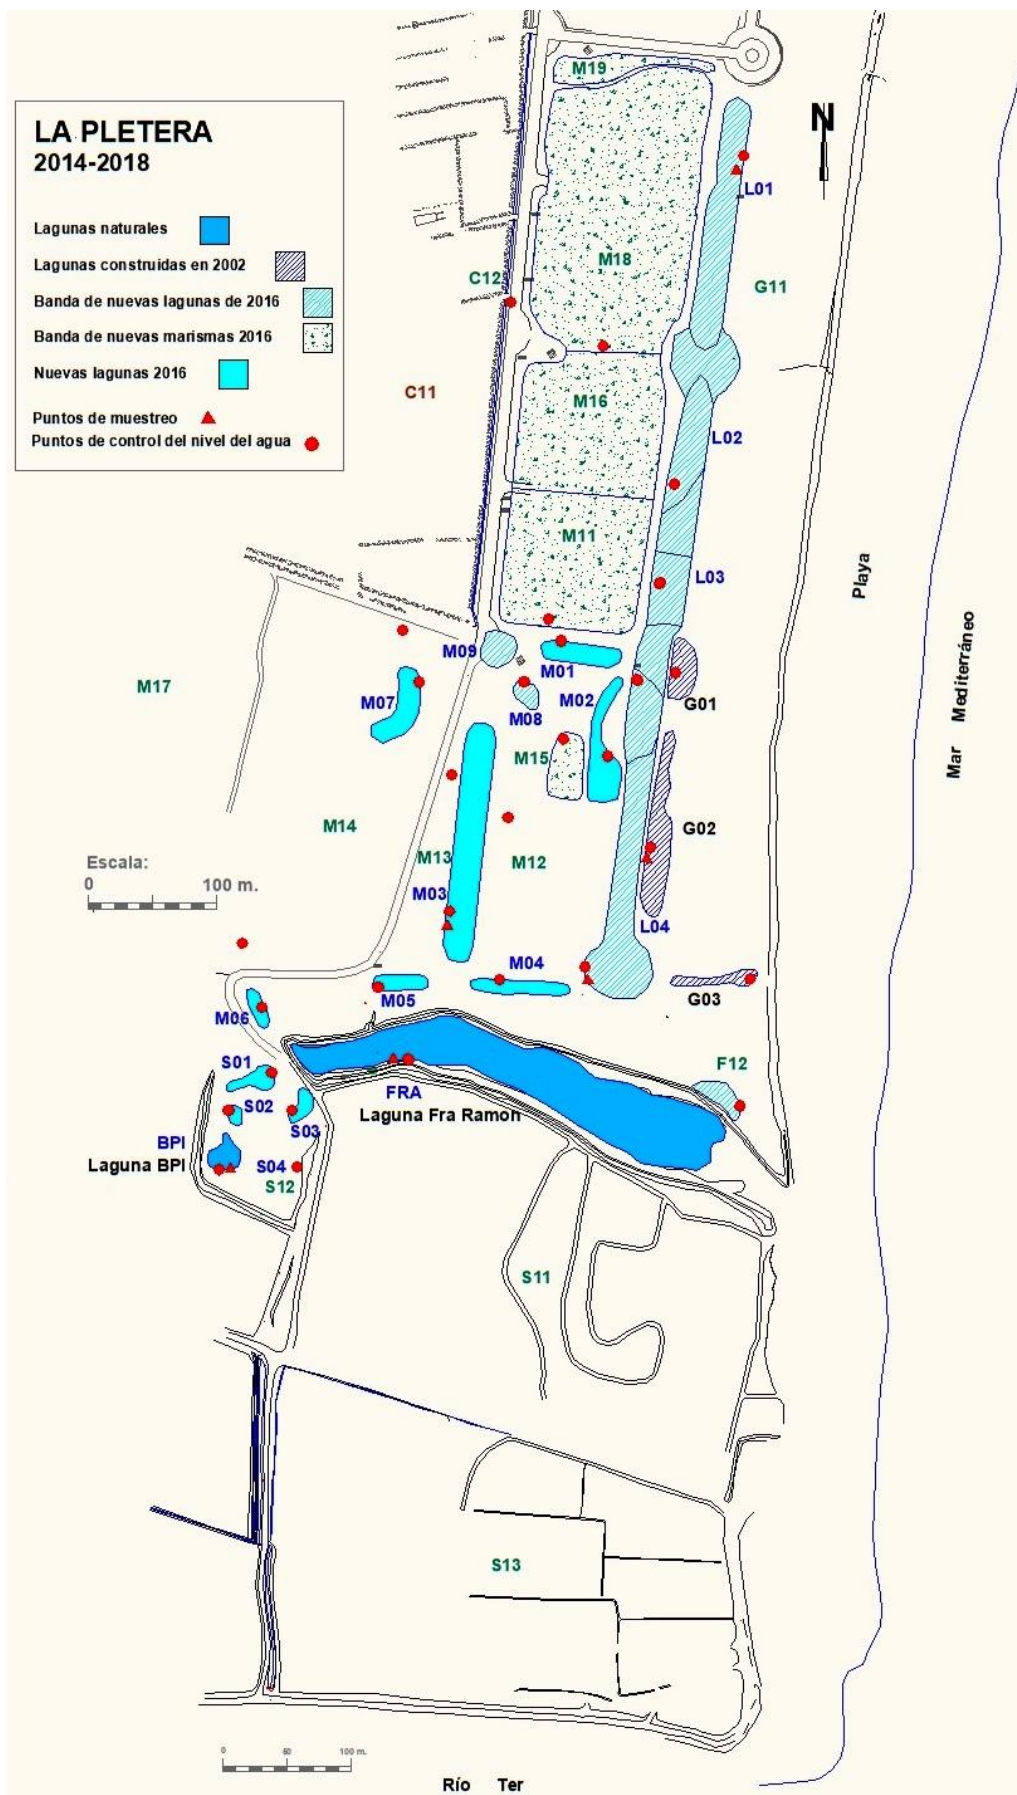 LA PLETERA
2014-2018
Lagunas naturales
Lagunas construidas en 2002
Banda de nuevas lagunas de 2016
Banda de nuevas marismas 2016
Nuevas lagunas 2016
Puntos de muestreo
Puntos de control del nivel del agua
M19
N
L01
M18
C12
G11
C11
M16
L02
M11
L03
Playa
M09
M01
M17
M07
M02
M08
G01
Mar Mediterráneo
M15
M14
G02
M13
M12
Escala:
0 100 m.
M03
L04
M04
M05
G03
M06
S01
F12
FRA
S02
Laguna Fra Ramon
S03
BPI
Laguna BPI
S04
S12
S11
S13
0 50 100 m.
Río Ter